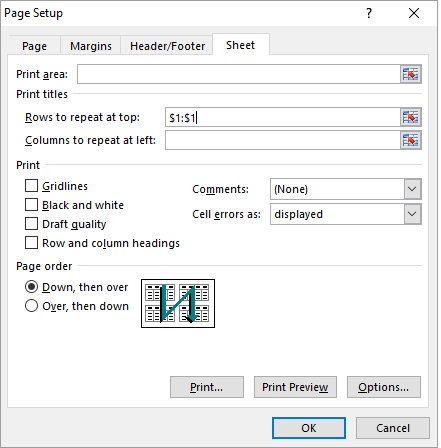 Page Setup ?
Page Margins Header/Footer Sheet
Print area:
Print titles
Rows to repeat at top: $1:$1
Columns to repeat at left:
Print
Gridlines Comments: (None)
Black and white Cell errors as: displayed
Draft quality
Row and column headings
Page order
Down, then over
Over, then down
Print... Print Preview Options...
OK Cancel